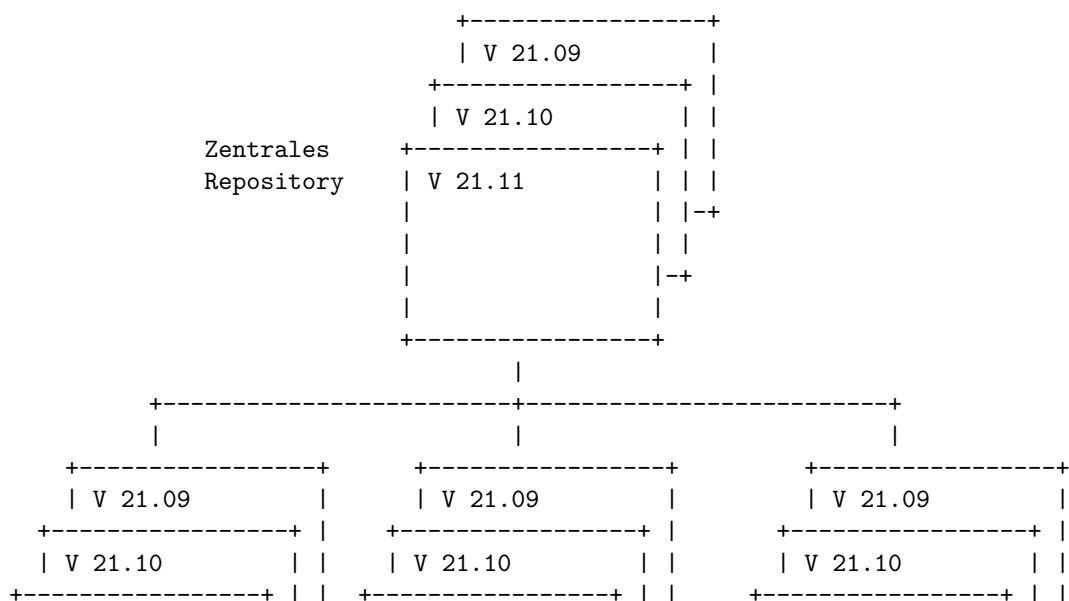 V 21.09
V 21.10
Zentrales
Repository V 21.11
V 21.09 V 21.09 V 21.09
V 21.10 V 21.10 V 21.10